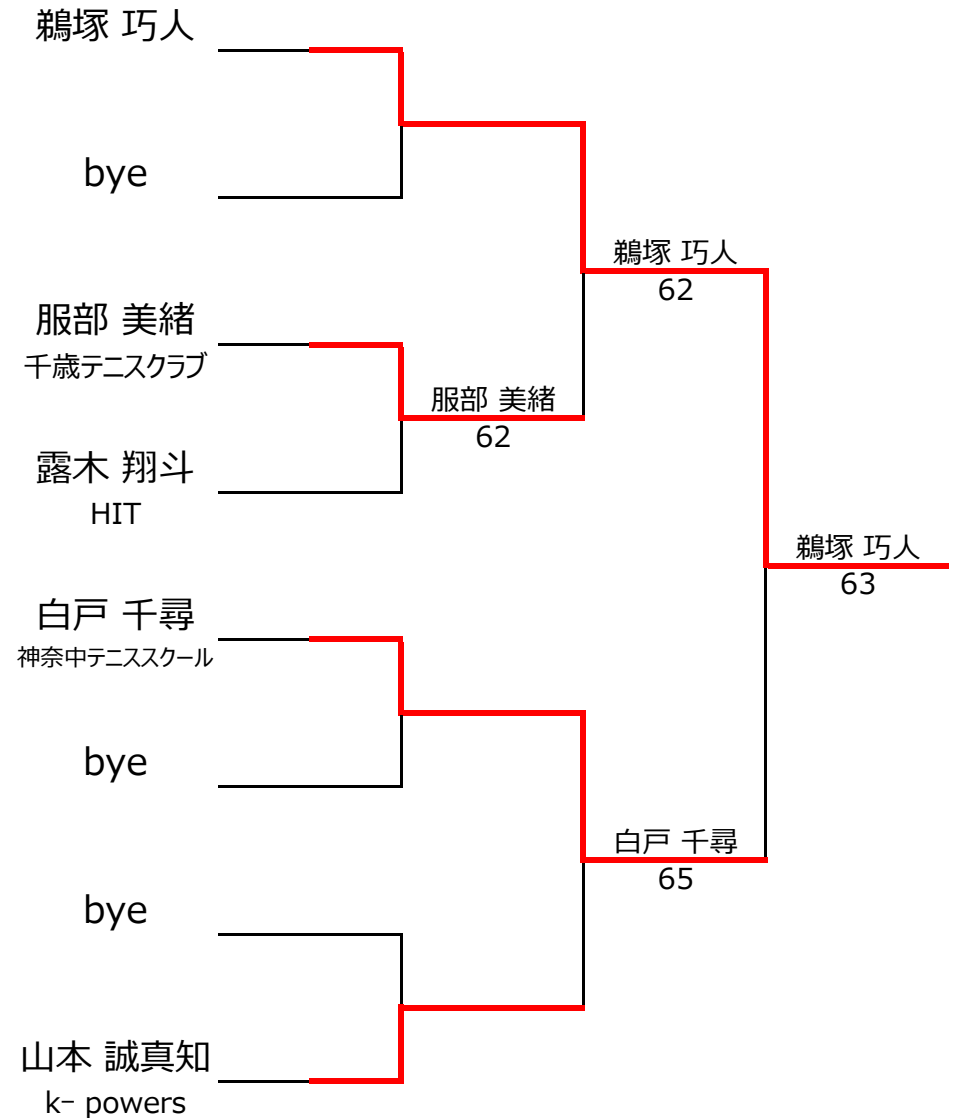 鵜塚 巧人
bye
服部 美緒
千歳テニスクラブ
露木 翔斗
HIT
白戸 千尋
神奈中テニススクール
bye
bye
山本 誠真知
k- powers
服部 美緒
62
鵜塚 巧人
62
白戸 千尋
65
鵜塚 巧人
63